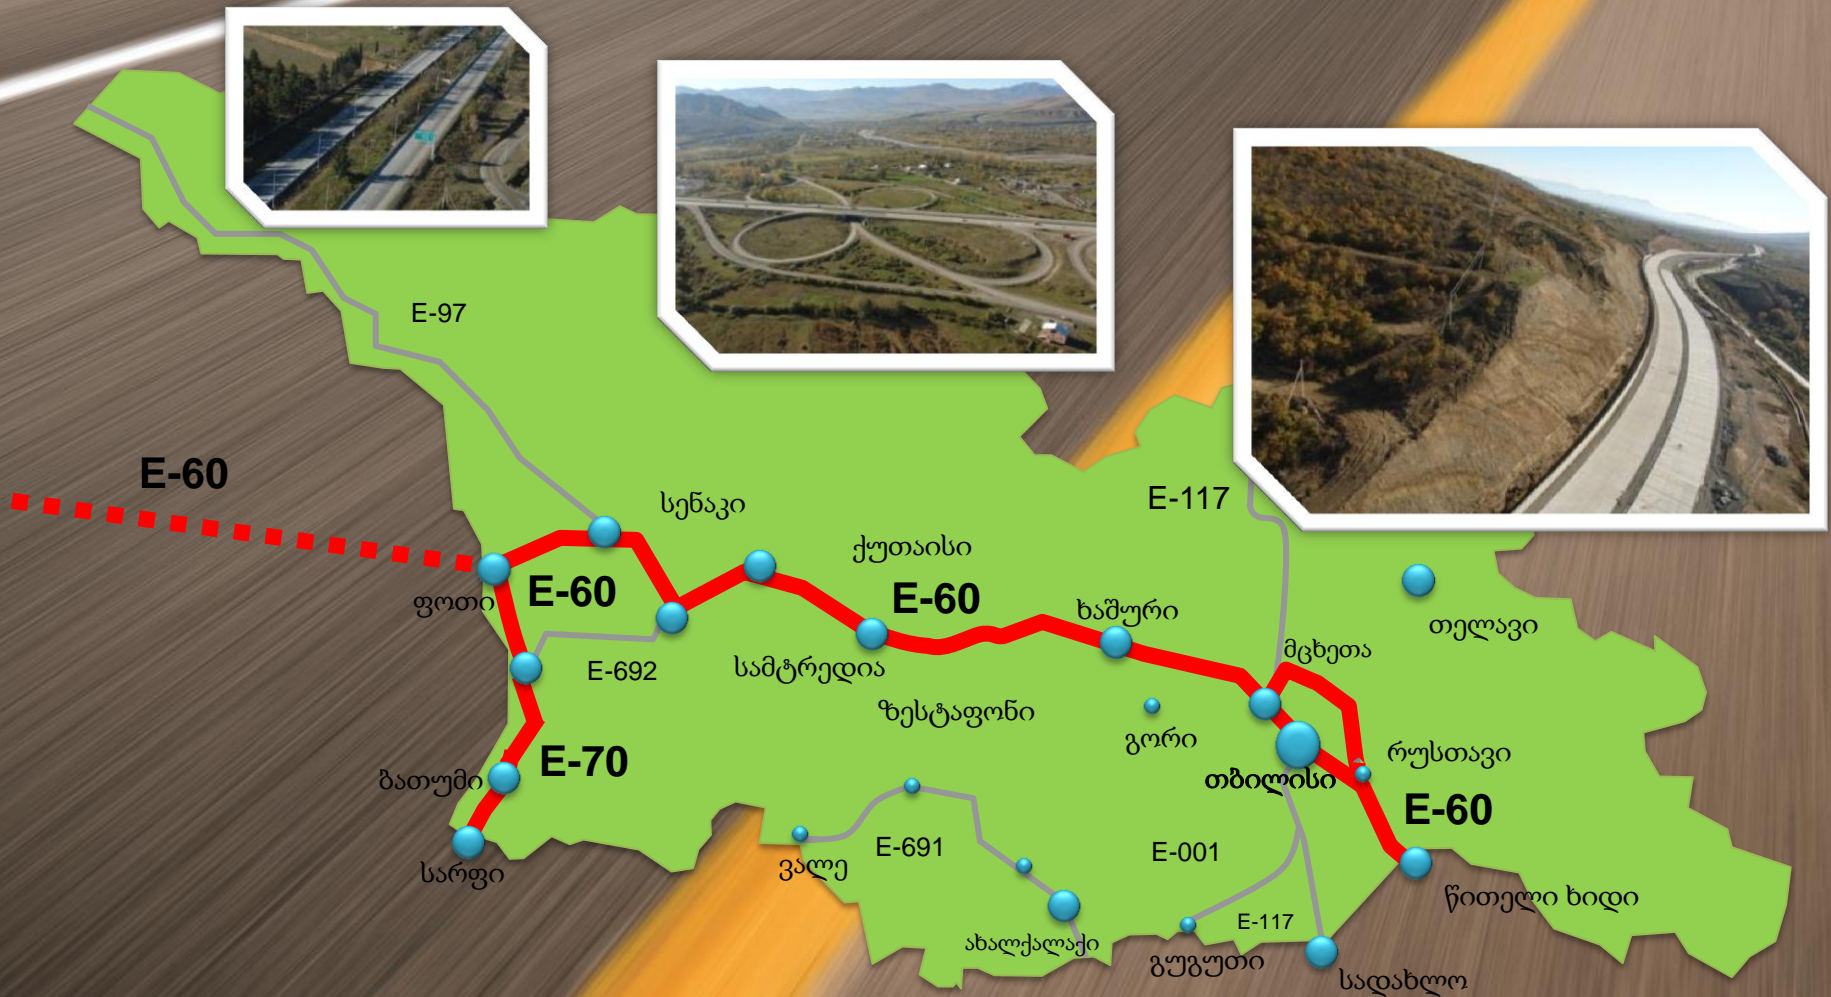 E-97
E-60
სენაკი
E-117
ქუთაისი
ფოთი
E-60
E-60
ხაშური
თელავი
E-692
სამტრედია
მცხეთა
ზესტაფონი
გორი
რუსთავი
ბათუმი
E-70
თბილისი
E-60
სარფი
ვალე
E-691
E-001
წითელი ხიდი
ახალქალაქი
E-117
გუგუთი
სადახლო